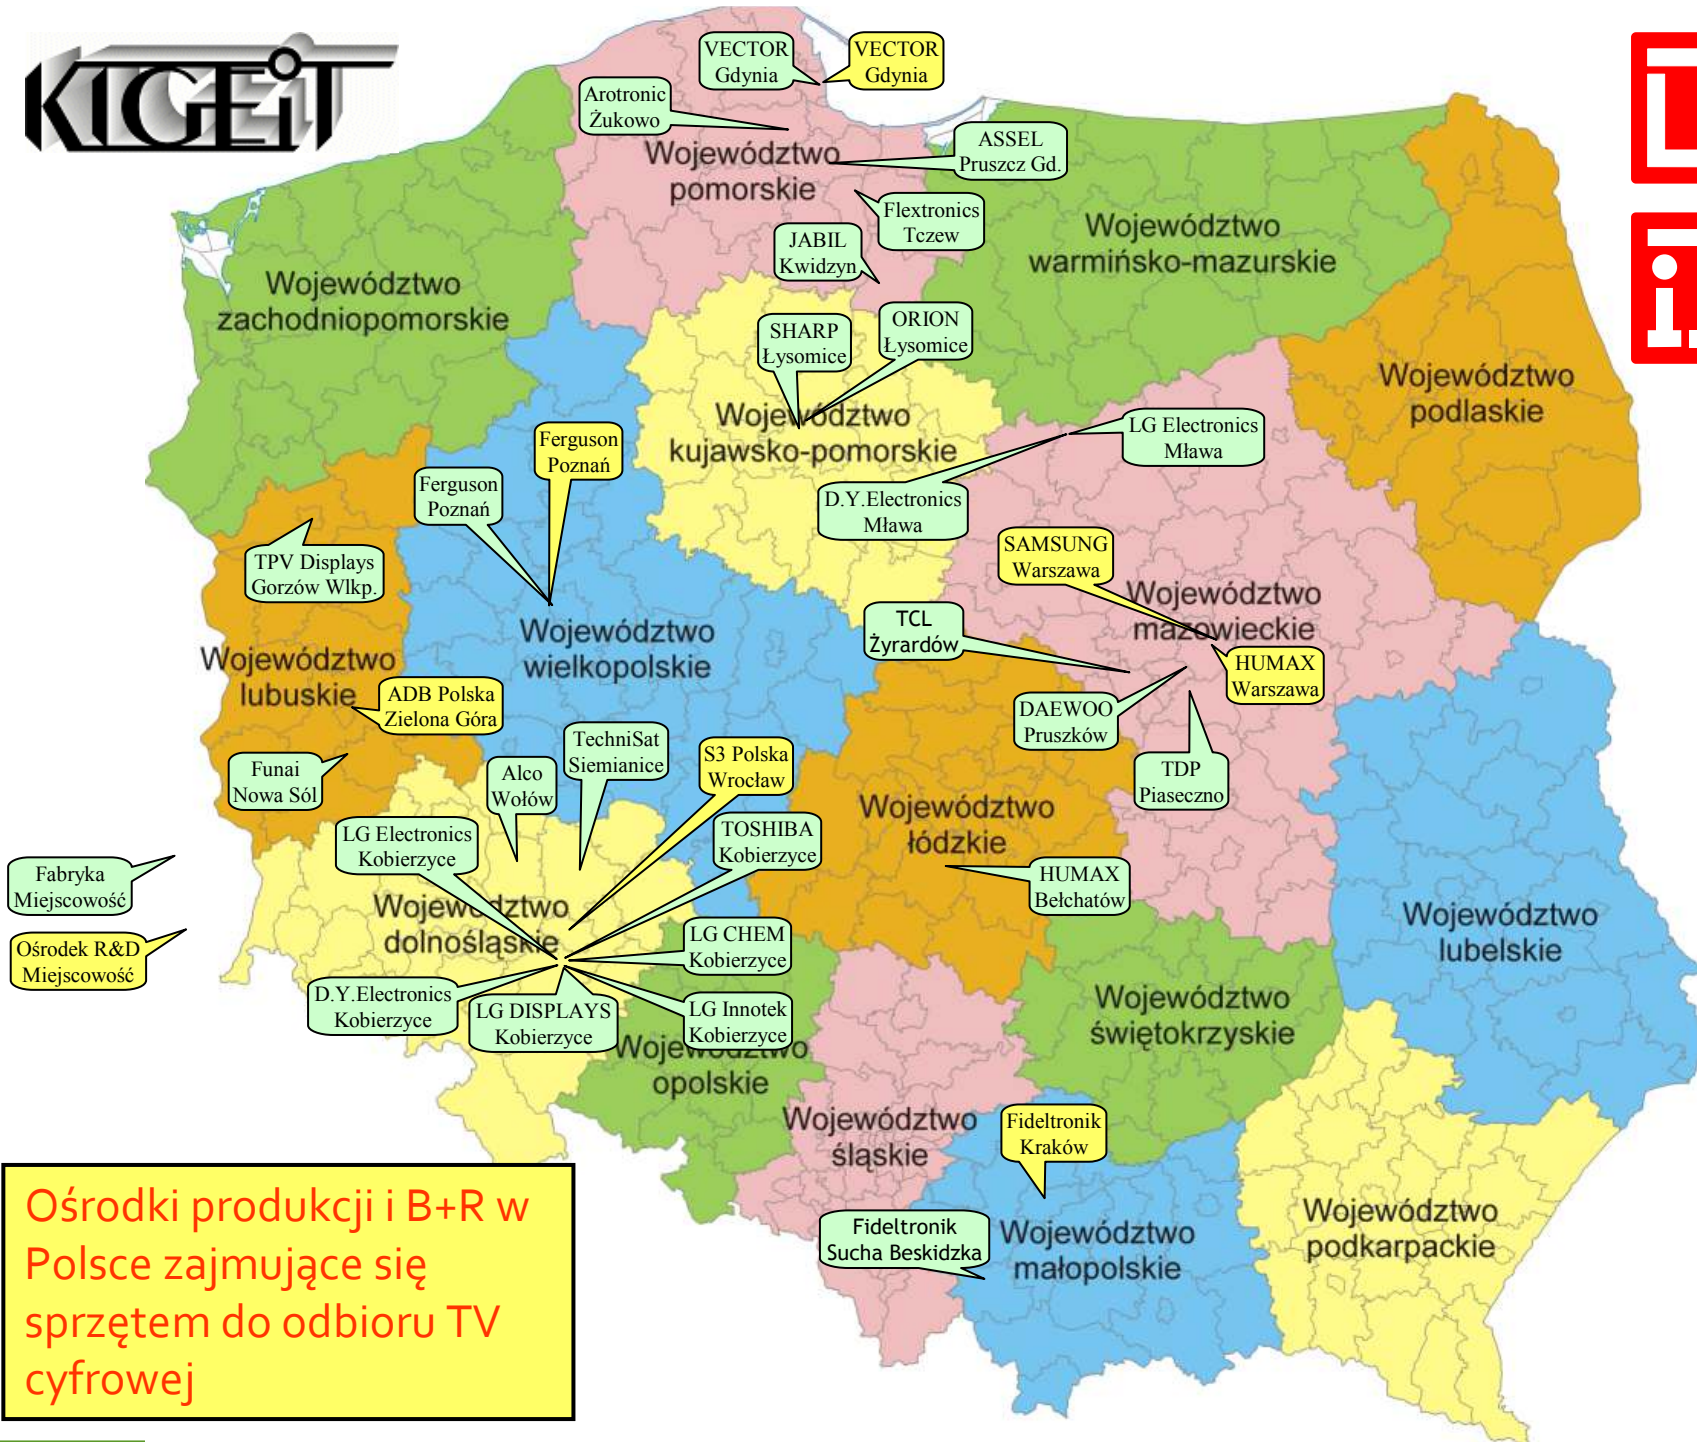 KIGEiT
VECTOR
Gdynia
VECTOR
Gdynia
Arotronic
Żukowo
ASSEL
Pruszcz Gd.
Województwo
pomorskie
Flextronics
Tczew
JABIL
Kwidzyn
Województwo
warmińsko-mazurskie
Województwo
zachodniopomorskie
SHARP
Łysomice
ORION
Łysomice
Województwo
podlaskie
Województwo
kujawsko-pomorskie
LG Electronics
Mława
D.Y.Electronics
Mława
Ferguson
Poznań
Ferguson
Poznań
TPV Displays
Gorzów Wlkp.
SAMSUNG
Warszawa
Województwo
mazowieckie
TCL
Żyrardów
HUMAX
Warszawa
Województwo
wielkopolskie
Województwo
lubuskie
ADB Polska
Zielona Góra
DAEWOO
Pruszków
TDP
Piaseczno
Funai
Nowa Sól
Alco
Wołów
TechniSat
Siemianice
S3 Polska
Wrocław
LG Electronics
Kobierzyce
TOSHIBA
Kobierzyce
Województwo
łódzkie
HUMAX
Bełchatów
Fabryka
Miejscowość
Ośrodek R&D
Miejscowość
Województwo
dolnośląskie
LG CHEM
Kobierzyce
Województwo
lubelskie
D.Y.Electronics
Kobierzyce
LG DISPLAYS
Kobierzyce
LG Innotek
Kobierzyce
Województwo
opolskie
Województwo
świętokrzyskie
Województwo
śląskie
Fideltronik
Kraków
Fideltronik
Sucha Beskidzka
Województwo
małopolskie
Województwo
podkarpackie
Ośrodki produkcji i B+R w
Polsce zajmujące się
sprzętem do odbioru TV
cyfrowej